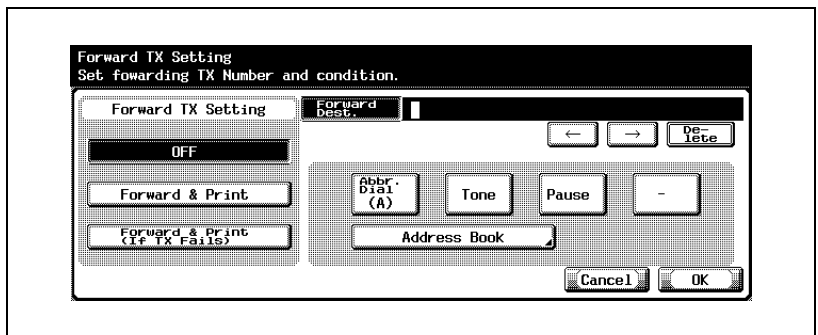 Forward TX Setting
Set fowarding TX Number and condition.
Forward TX Setting
Forward
Dest.
← → De-
lete
OFF
Forward & Print
Forward & Print
(If TX Fails)
Abbr.
Dial
(A)
Tone
Pause
-
Address Book
Cancel
OK